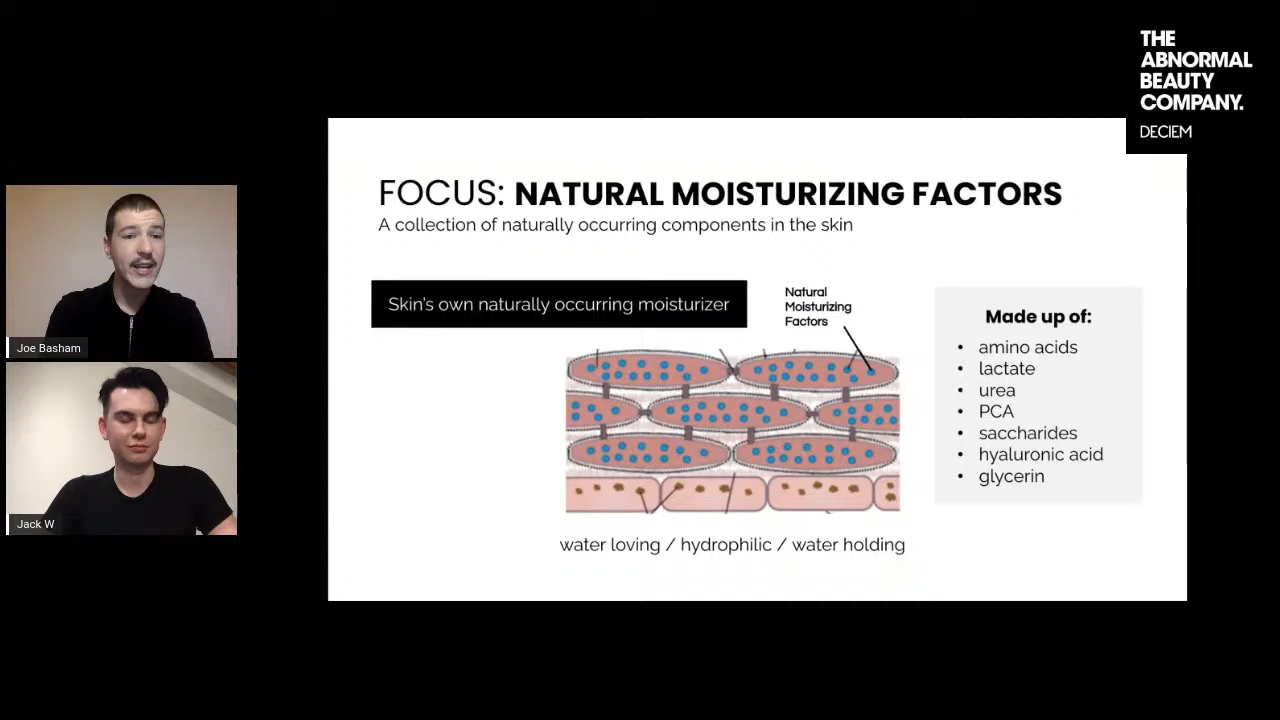 THE
ABNORMAL
BEAUTY
COMPANY.
DECIEM
FOCUS: NATURAL MOISTURIZING FACTORS
A collection of naturally occurring components in the skin
Skin's own naturally occurring moisturizer
Natural
Moisturizing
Factors
Made up of:
• amino acids
• lactate
• urea
• PCA
• saccharides
• hyaluronic acid
• glycerin
water loving / hydrophilic / water holding
Joe Basham
Jack W